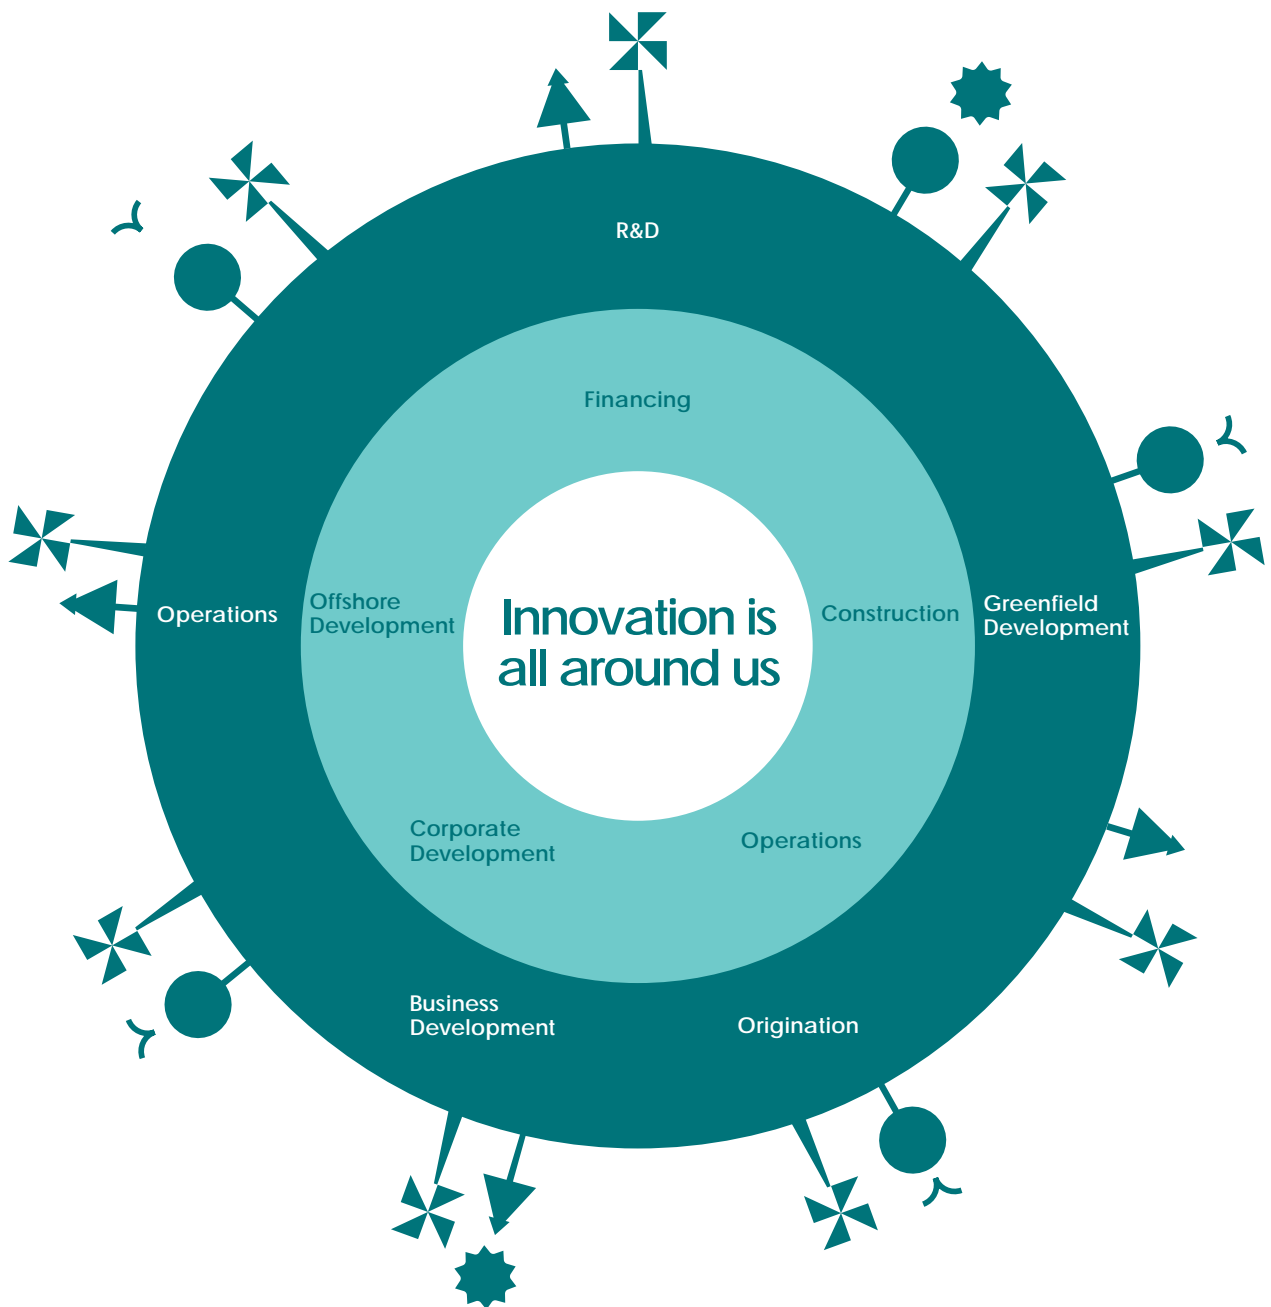 R&D
Financing
Operations
Offshore
Development
Innovation is
all around us
Construction
Greenfield
Development
Corporate
Development
Operations
Business
Development
Origination